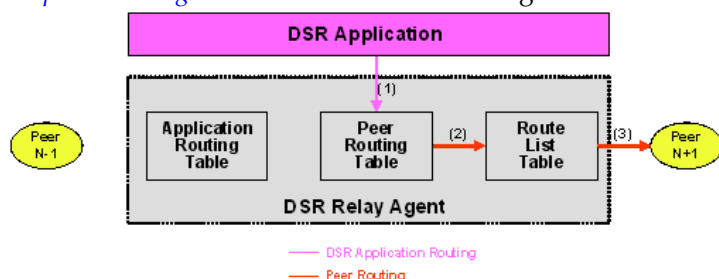 DSR Application
(1)
Peer
N-1
Application
Routing
Table
Peer
Routing
Table
(2)
Route
List
Table
(3)
Peer
N+1
DSR Relay Agent
DSR Application Routing
Peer Routing